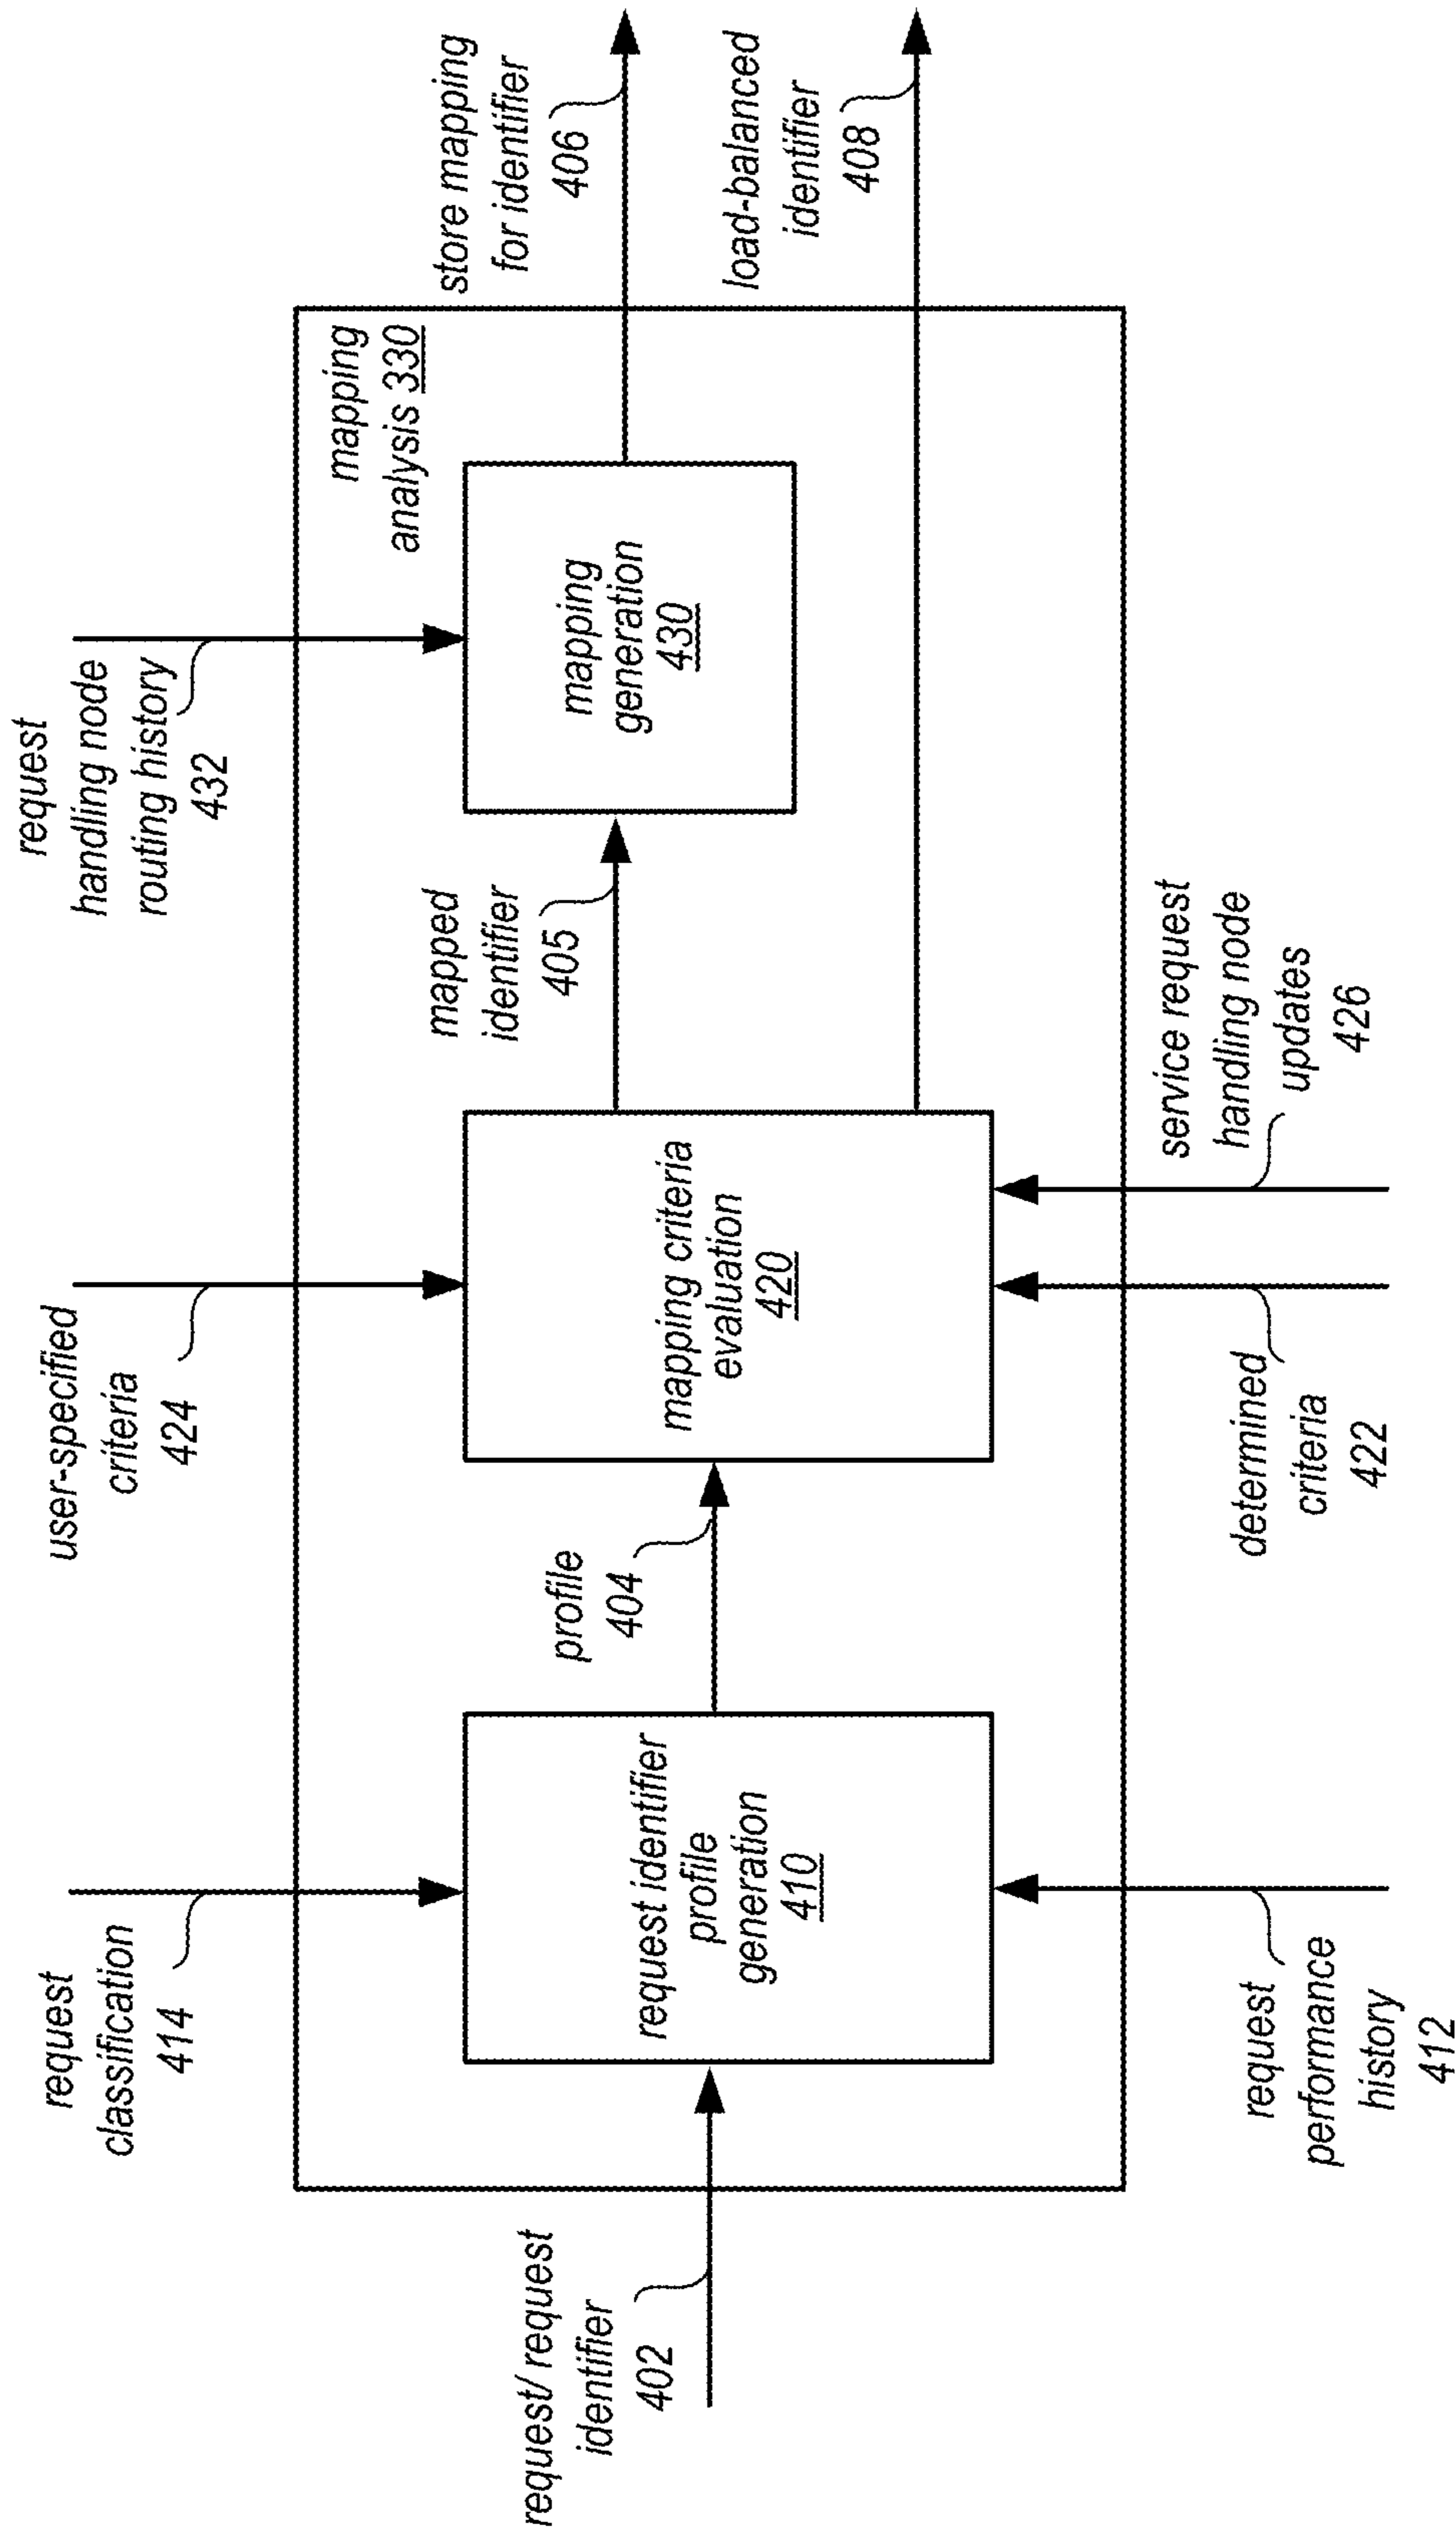 request
classification
414
user-specified
criteria
424
request
handling node
routing history
432
mapping
analysis 330
request/ request
identifier
402
request identifier
profile
generation
410
profile
404
mapping criteria
evaluation
420
mapped
identifier
405
mapping
generation
430
store mapping
for identifier
406
load-balanced
identifier
408
request
performance
history
412
determined
criteria
422
service request
handling node
updates
426